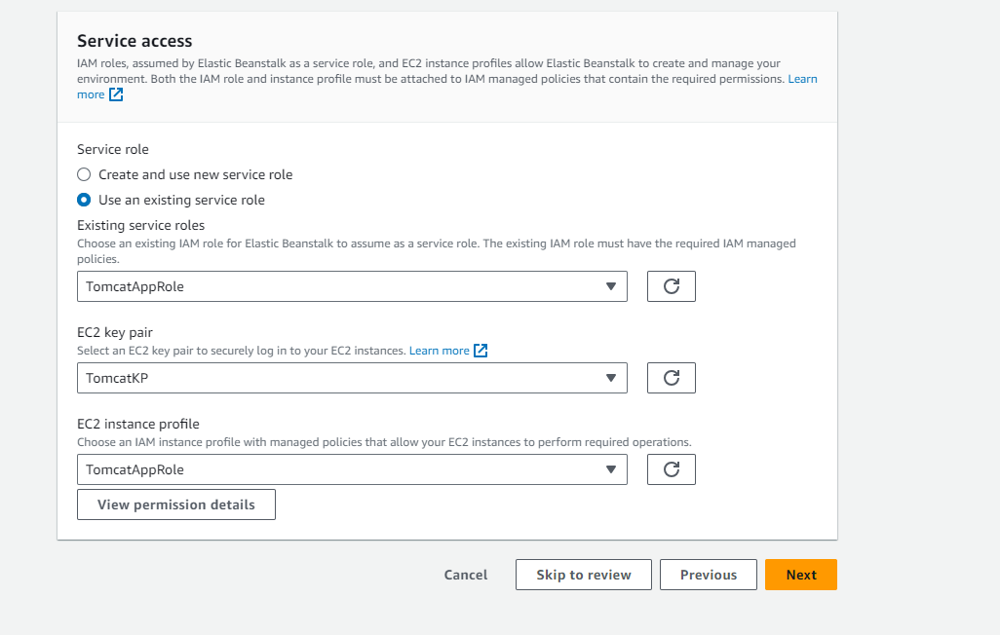 Service access
IAM roles, assumed by Elastic Beanstalk as a service role, and EC2 instance profiles allow Elastic Beanstalk to create and manage your
environment. Both the IAM role and instance profile must be attached to IAM managed policies that contain the required permissions. Learn
more
Service role
Create and use new service role
Use an existing service role
Existing service roles
Choose an existing IAM role for Elastic Beanstalk to assume as a service role. The existing IAM role must have the required IAM managed
policies.
TomcatAppRole
EC2 key pair
Select an EC2 key pair to securely log in to your EC2 instances. Learn more
TomcatKP
EC2 instance profile
Choose an IAM instance profile with managed policies that allow your EC2 instances to perform required operations.
TomcatAppRole
View permission details
Cancel Skip to review Previous Next